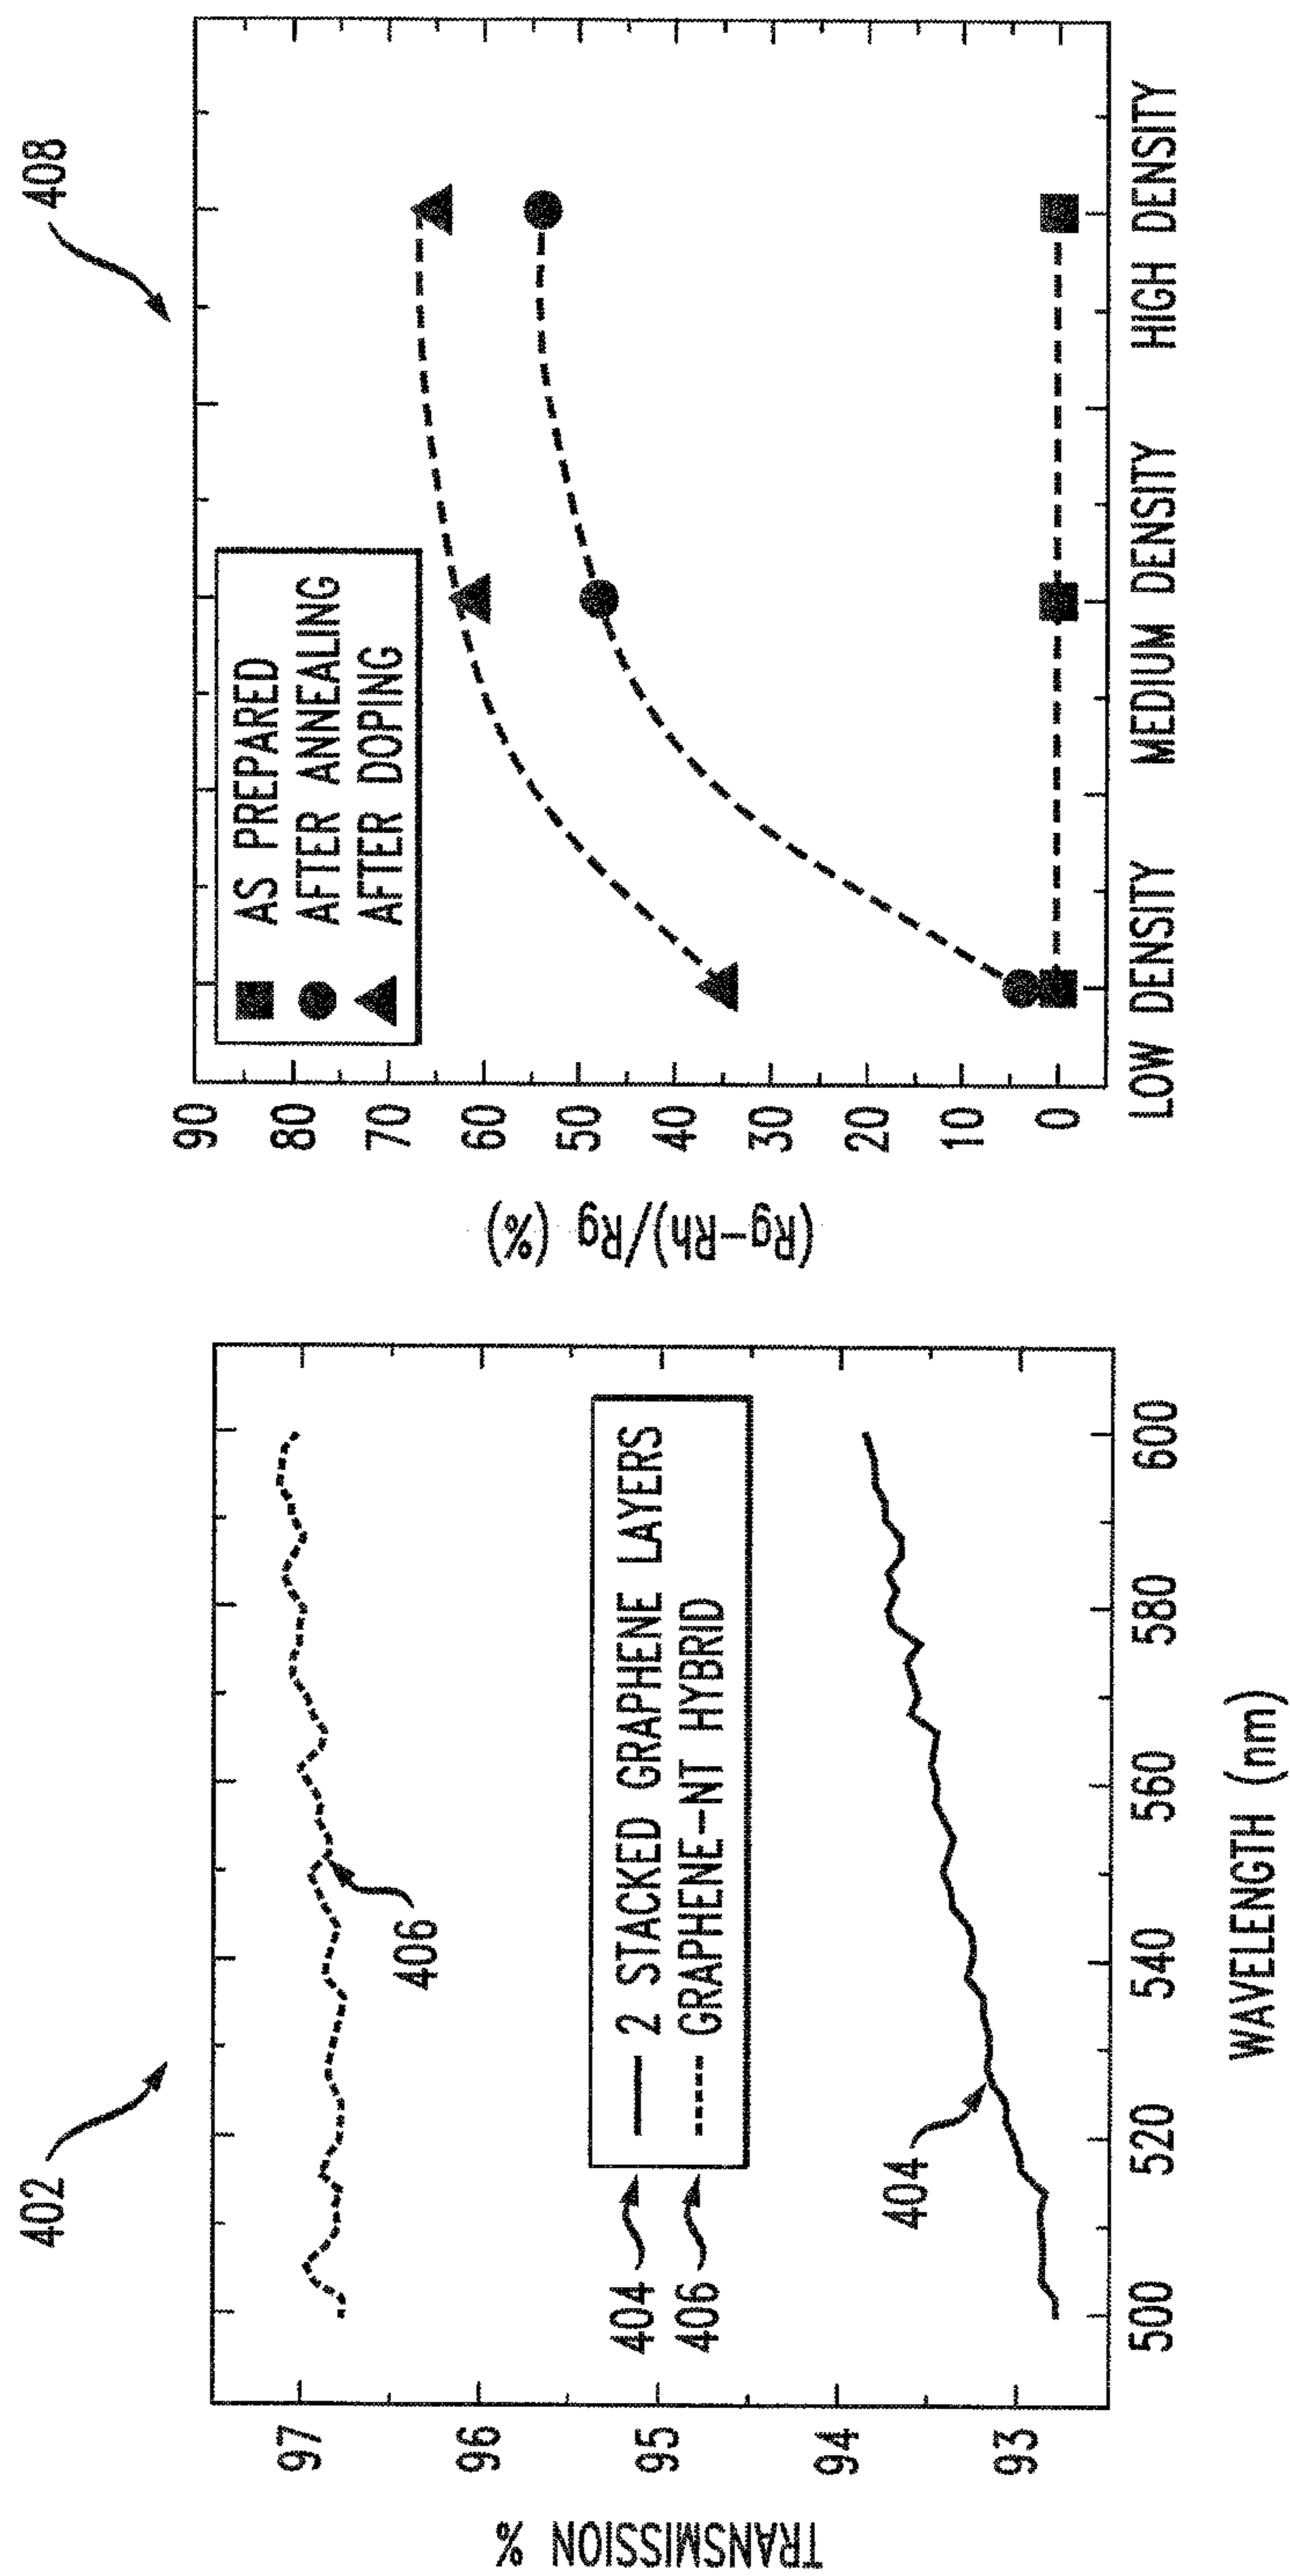 402
TRANSMISSION %
97
96
95
94
93
406
404
406
2 STACKED GRAPHENE LAYERS
GRAPHENE-NT HYBRID
404
500
520
540
560
580
600
WAVELENGTH (nm)
408
(Rg-Rh)/Rg (%)
90
80
70
60
50
40
30
20
10
0
AS PREPARED
AFTER ANNEALING
AFTER DOPING
LOW DENSITY
MEDIUM DENSITY
HIGH DENSITY